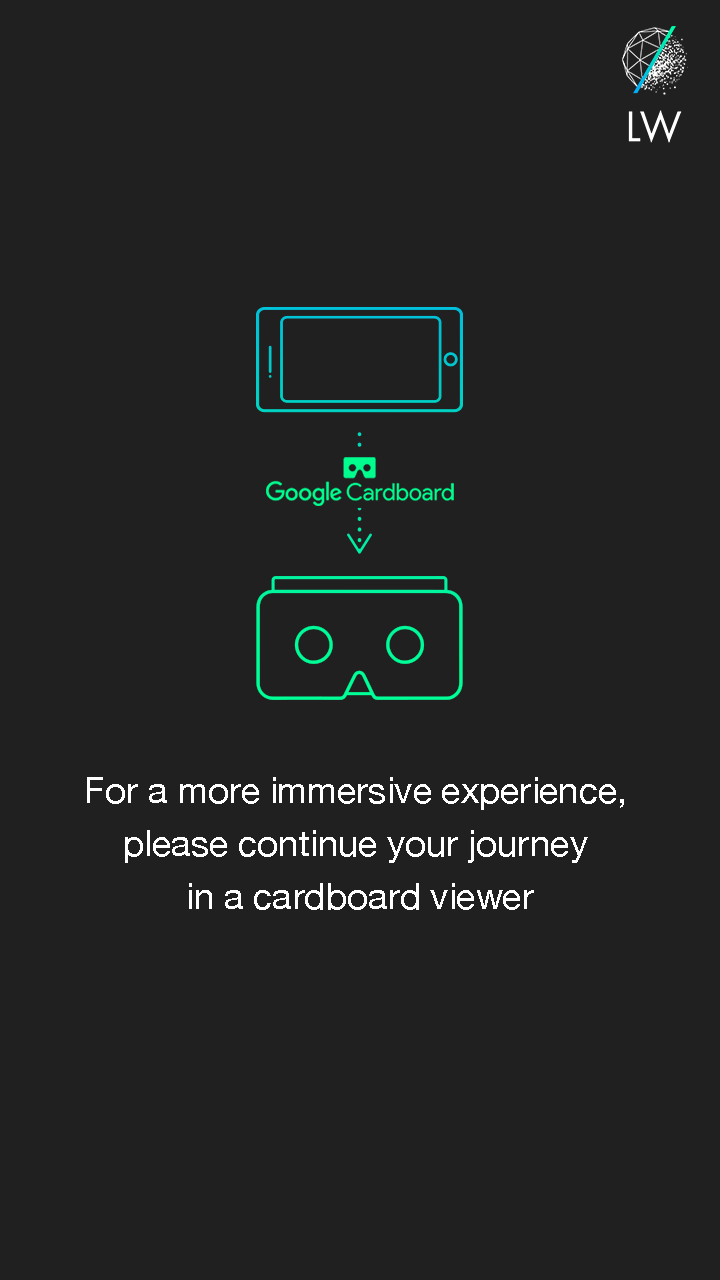 LW
Google Cardboard
For a more immersive experience,
please continue your journey
in a cardboard viewer